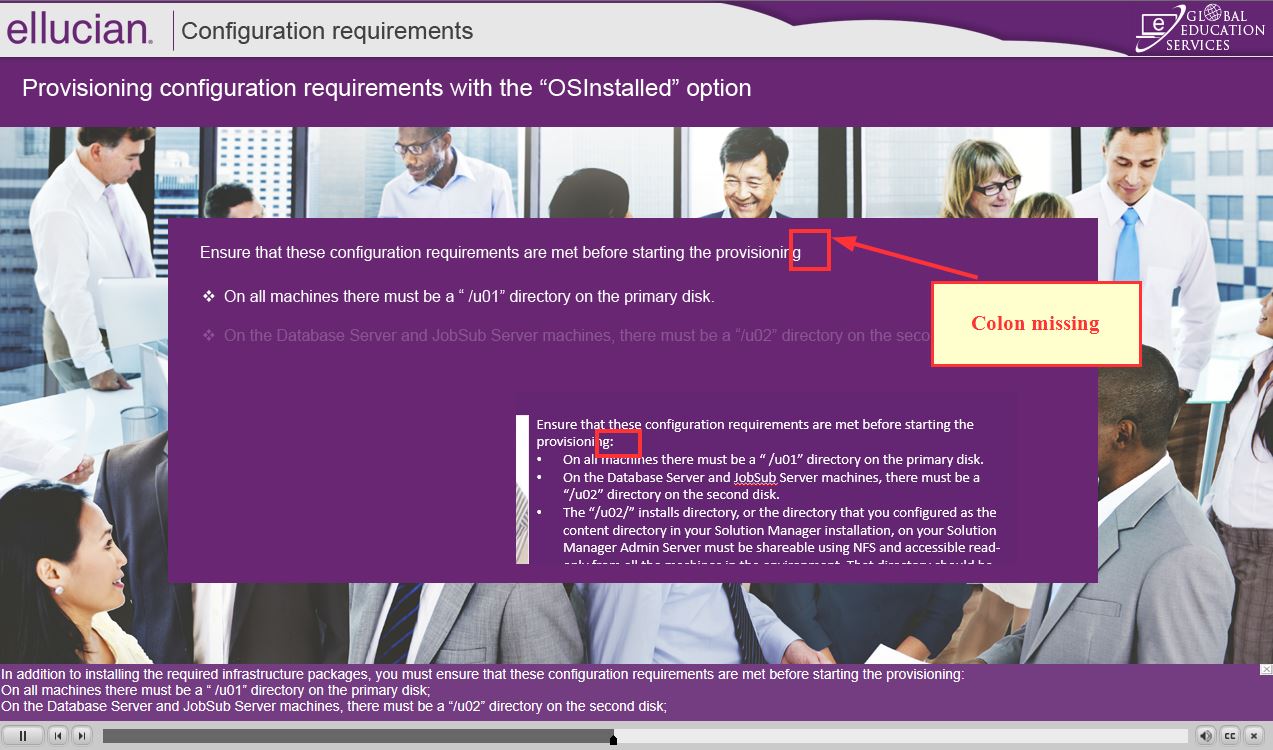 ellucian.
Configuration requirements
GLOBAL
EDUCATION
SERVICES
e
Provisioning configuration requirements with the “OSInstalled” option
Ensure that these configuration requirements are met before starting the provisioning
❖ On all machines there must be a “ /u01” directory on the primary disk.
❖ On the Database Server and JobSub Server machines, there must be a “/u02” directory on the seco
Colon missing
Ensure that these configuration requirements are met before starting the
provisioning:
• On all machines there must be a “ /u01” directory on the primary disk.
• On the Database Server and JobSub Server machines, there must be a
“/u02” directory on the second disk.
• The “/u02/” installs directory, or the directory that you configured as the
content directory in your Solution Manager installation, on your Solution
Manager Admin Server must be shareable using NFS and accessible read-
only from all the machines in the environment. That directory should be
In addition to installing the required infrastructure packages, you must ensure that these configuration requirements are met before starting the provisioning:
On all machines there must be a “ /u01” directory on the primary disk;
On the Database Server and JobSub Server machines, there must be a “/u02” directory on the second disk;
CC